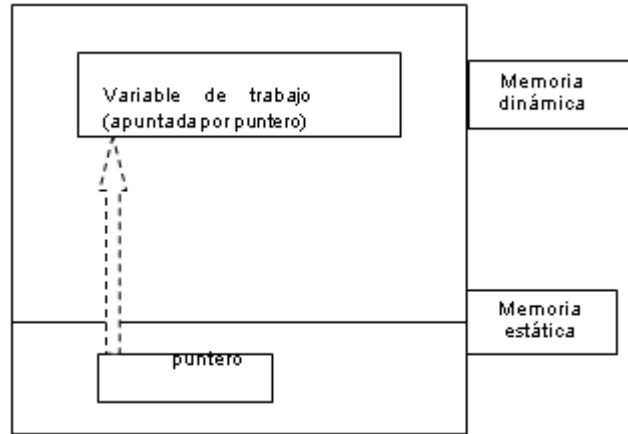 Variable de trabajo
(apuntada por puntero)
Memoria
dinámica
Memoria
estática
puntero